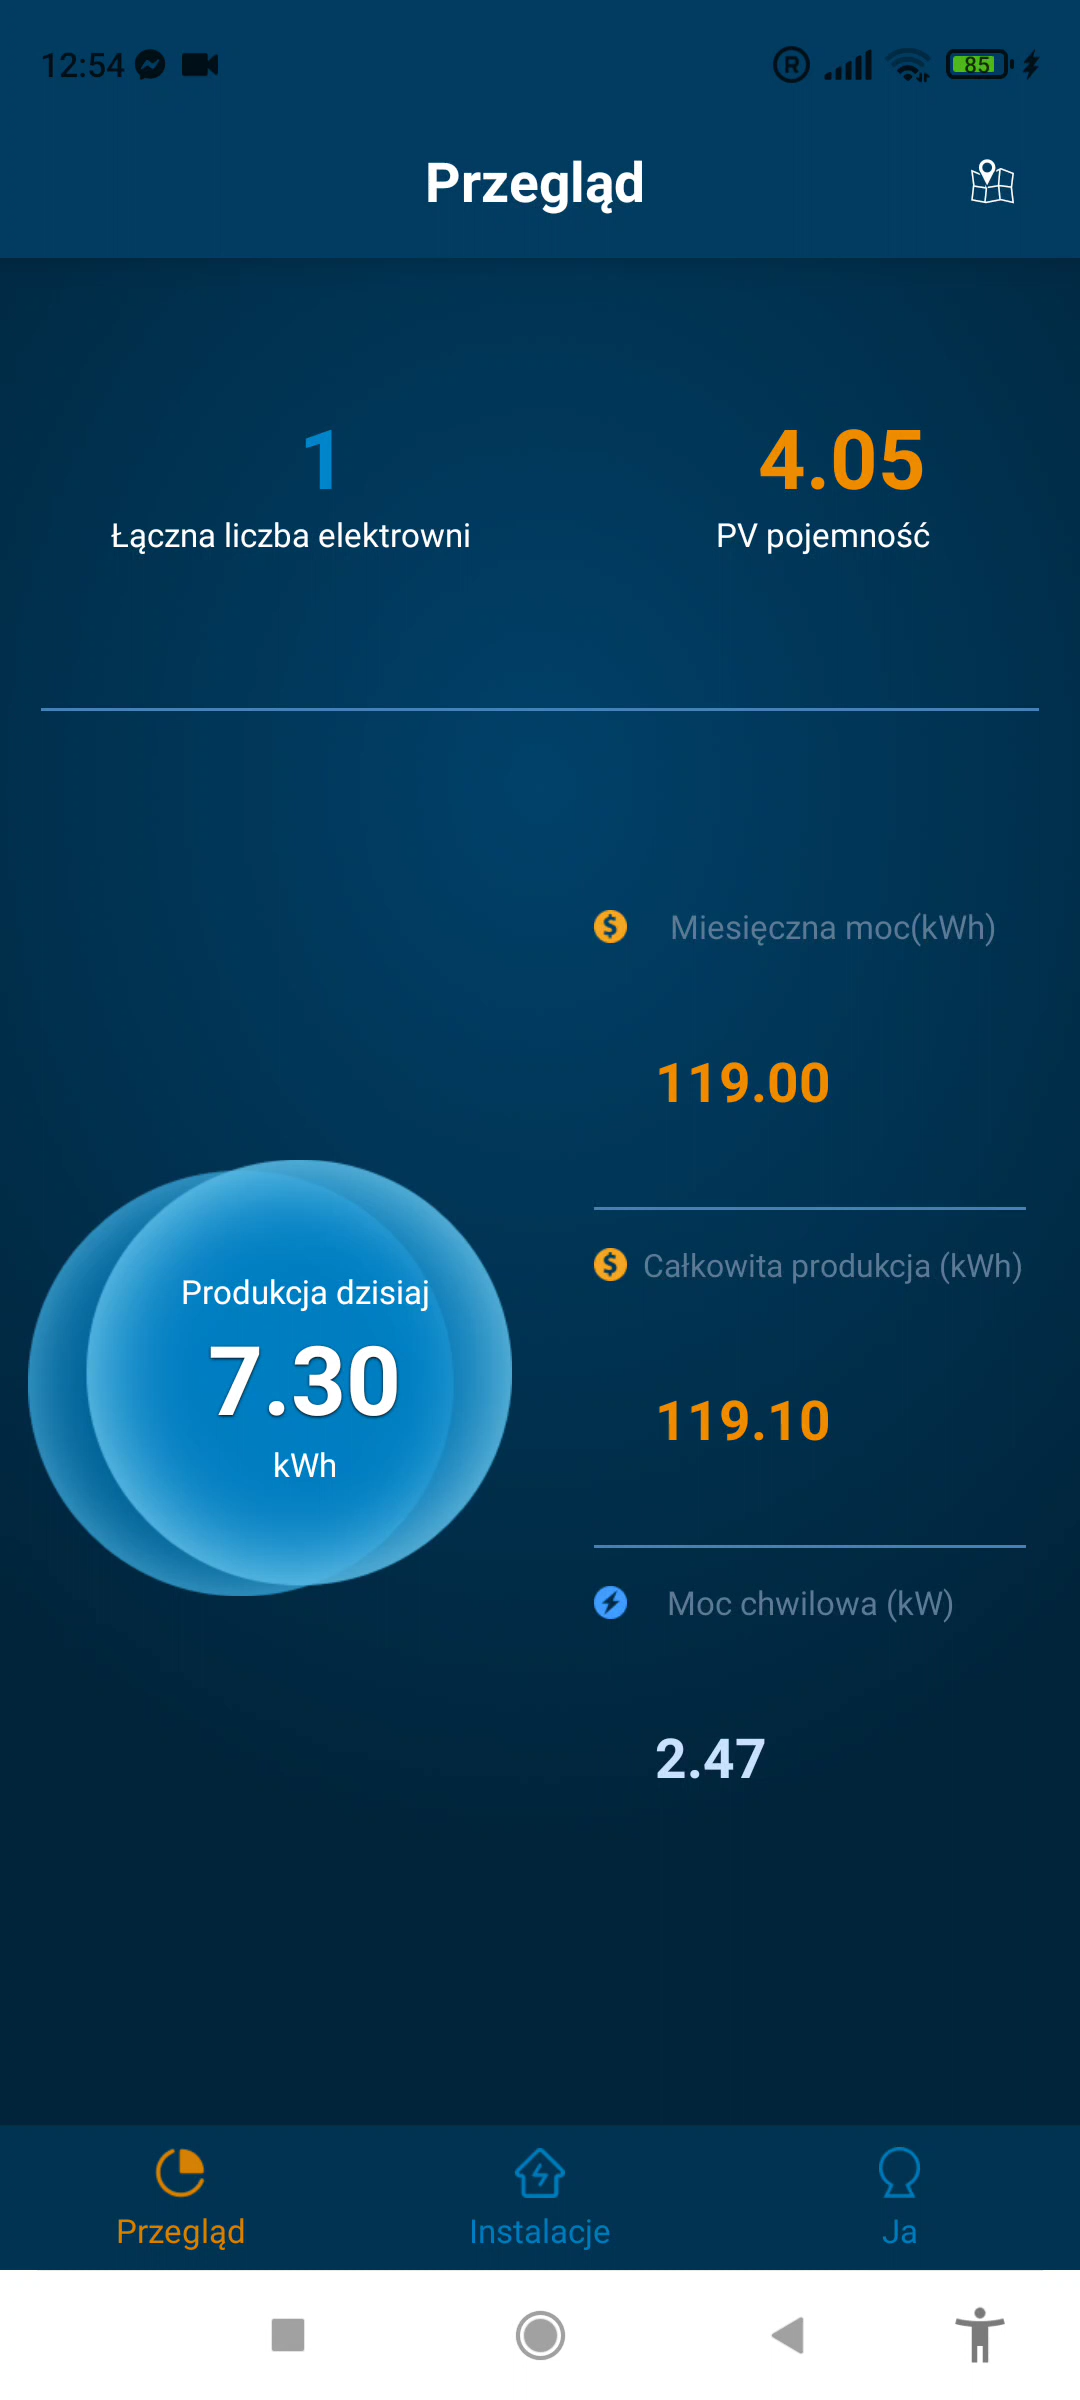 12:54
R
85
Przegląd
1
4.05
Łączna liczba elektrowni
PV pojemność
Miesięczna moc(kWh)
119.00
Całkowita produkcja (kWh)
119.10
Produkcja dzisiaj
7.30
kWh
Moc chwilowa (kW)
2.47
Przegląd
Instalacje
Ja